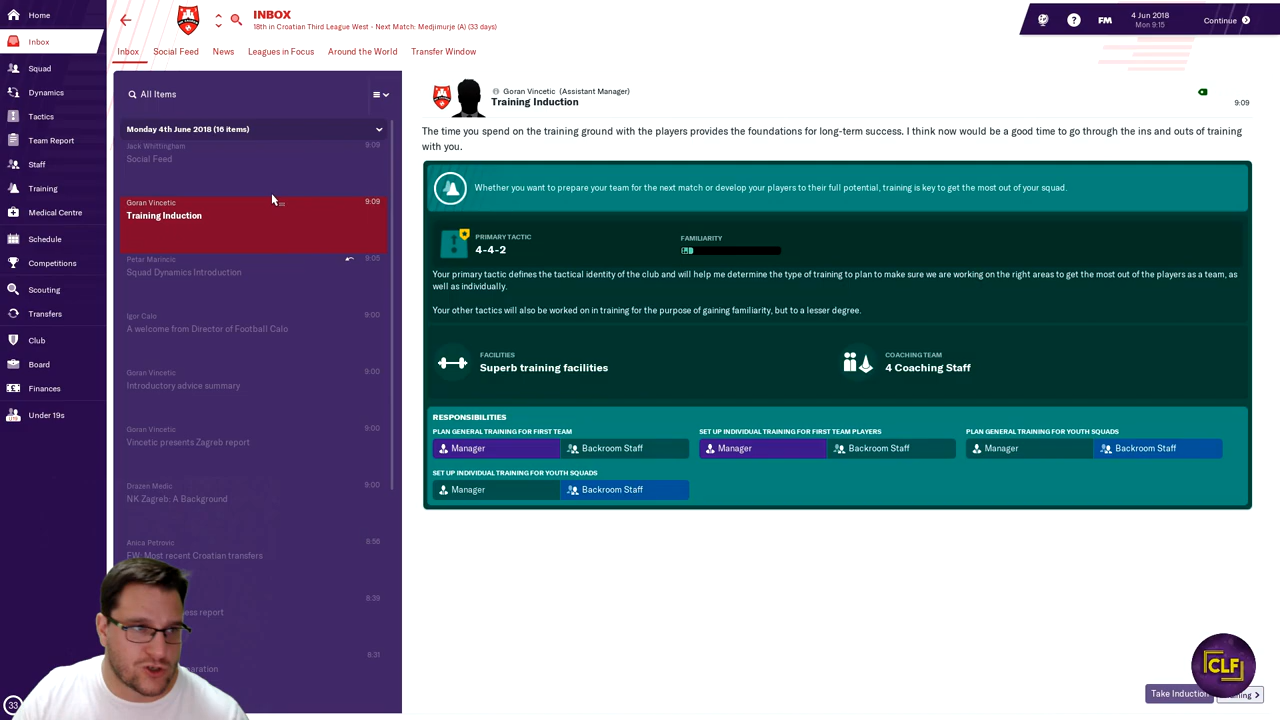 Home
Inbox
Squad
Dynamics
Tactics
Team Report
Staff
Training
Medical Centre
Schedule
Competitions
Scouting
Transfers
Club
Board
Finances
Under 19s
33
INBOX
18th in Croatian Third League West - Next Match: Medjimurje (A) (33 days)
FM
4 Jun 2018
Mon 9:15
Continue
Inbox
Social Feed
News
Leagues in Focus
Around the World
Transfer Window
All Items
Monday 4th June 2018 (16 items)
Jack Whittingham 9:09
Social Feed
Goran Vincetic 9:09
Training Induction
Petar Marincic 9:05
Squad Dynamics Introduction
Igor Calo 9:00
A welcome from Director of Football Calo
Goran Vincetic 9:00
Introductory advice summary
Goran Vincetic 9:00
Vincetic presents Zagreb report
Drazen Medic 9:00
NK Zagreb: A Background
Anica Petrovic 8:56
FW: Most recent Croatian transfers
8:39
report
8:31
Goran Vincetic (Assistant Manager)
Training Induction
9:09
The time you spend on the training ground with the players provides the foundations for long-term success. I think now would be a good time to go through the ins and outs of training
with you.
Whether you want to prepare your team for the next match or develop your players to their full potential, training is key to get the most out of your squad.
PRIMARY TACTIC
4-4-2
FAMILIARITY
Your primary tactic defines the tactical identity of the club and will help me determine the type of training to plan to make sure we are working on the right areas to get the most out of the players as a team, as
well as individually.
Your other tactics will also be worked on in training for the purpose of gaining familiarity, but to a lesser degree.
FACILITIES
Superb training facilities
COACHING TEAM
4 Coaching Staff
RESPONSIBILITIES
PLAN GENERAL TRAINING FOR FIRST TEAM
Manager
Backroom Staff
SET UP INDIVIDUAL TRAINING FOR FIRST TEAM PLAYERS
Manager
Backroom Staff
PLAN GENERAL TRAINING FOR YOUTH SQUADS
Manager
Backroom Staff
SET UP INDIVIDUAL TRAINING FOR YOUTH SQUADS
Manager
Backroom Staff
CLF
Take Induction